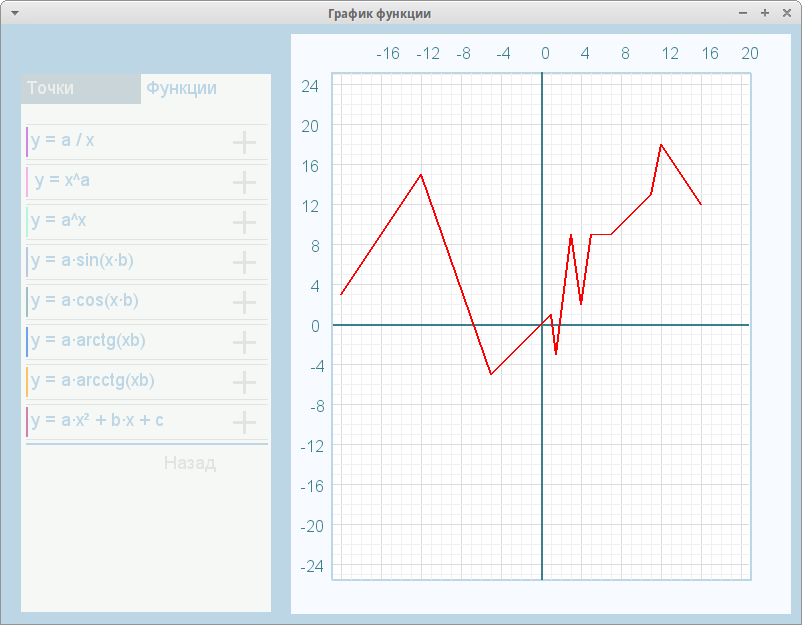 График функции
Точки Функции
y = a / x
y = x^a
y = a^x
y = a·sin(x·b)
y = a·cos(x·b)
y = a·arctg(xb)
y = a·arcctg(xb)
y = a·x² + b·x + c
Назад
-16 -12 -8 -4 0 4 8 12 16 20
24
20
16
12
8
4
0
-4
-8
-12
-16
-20
-24